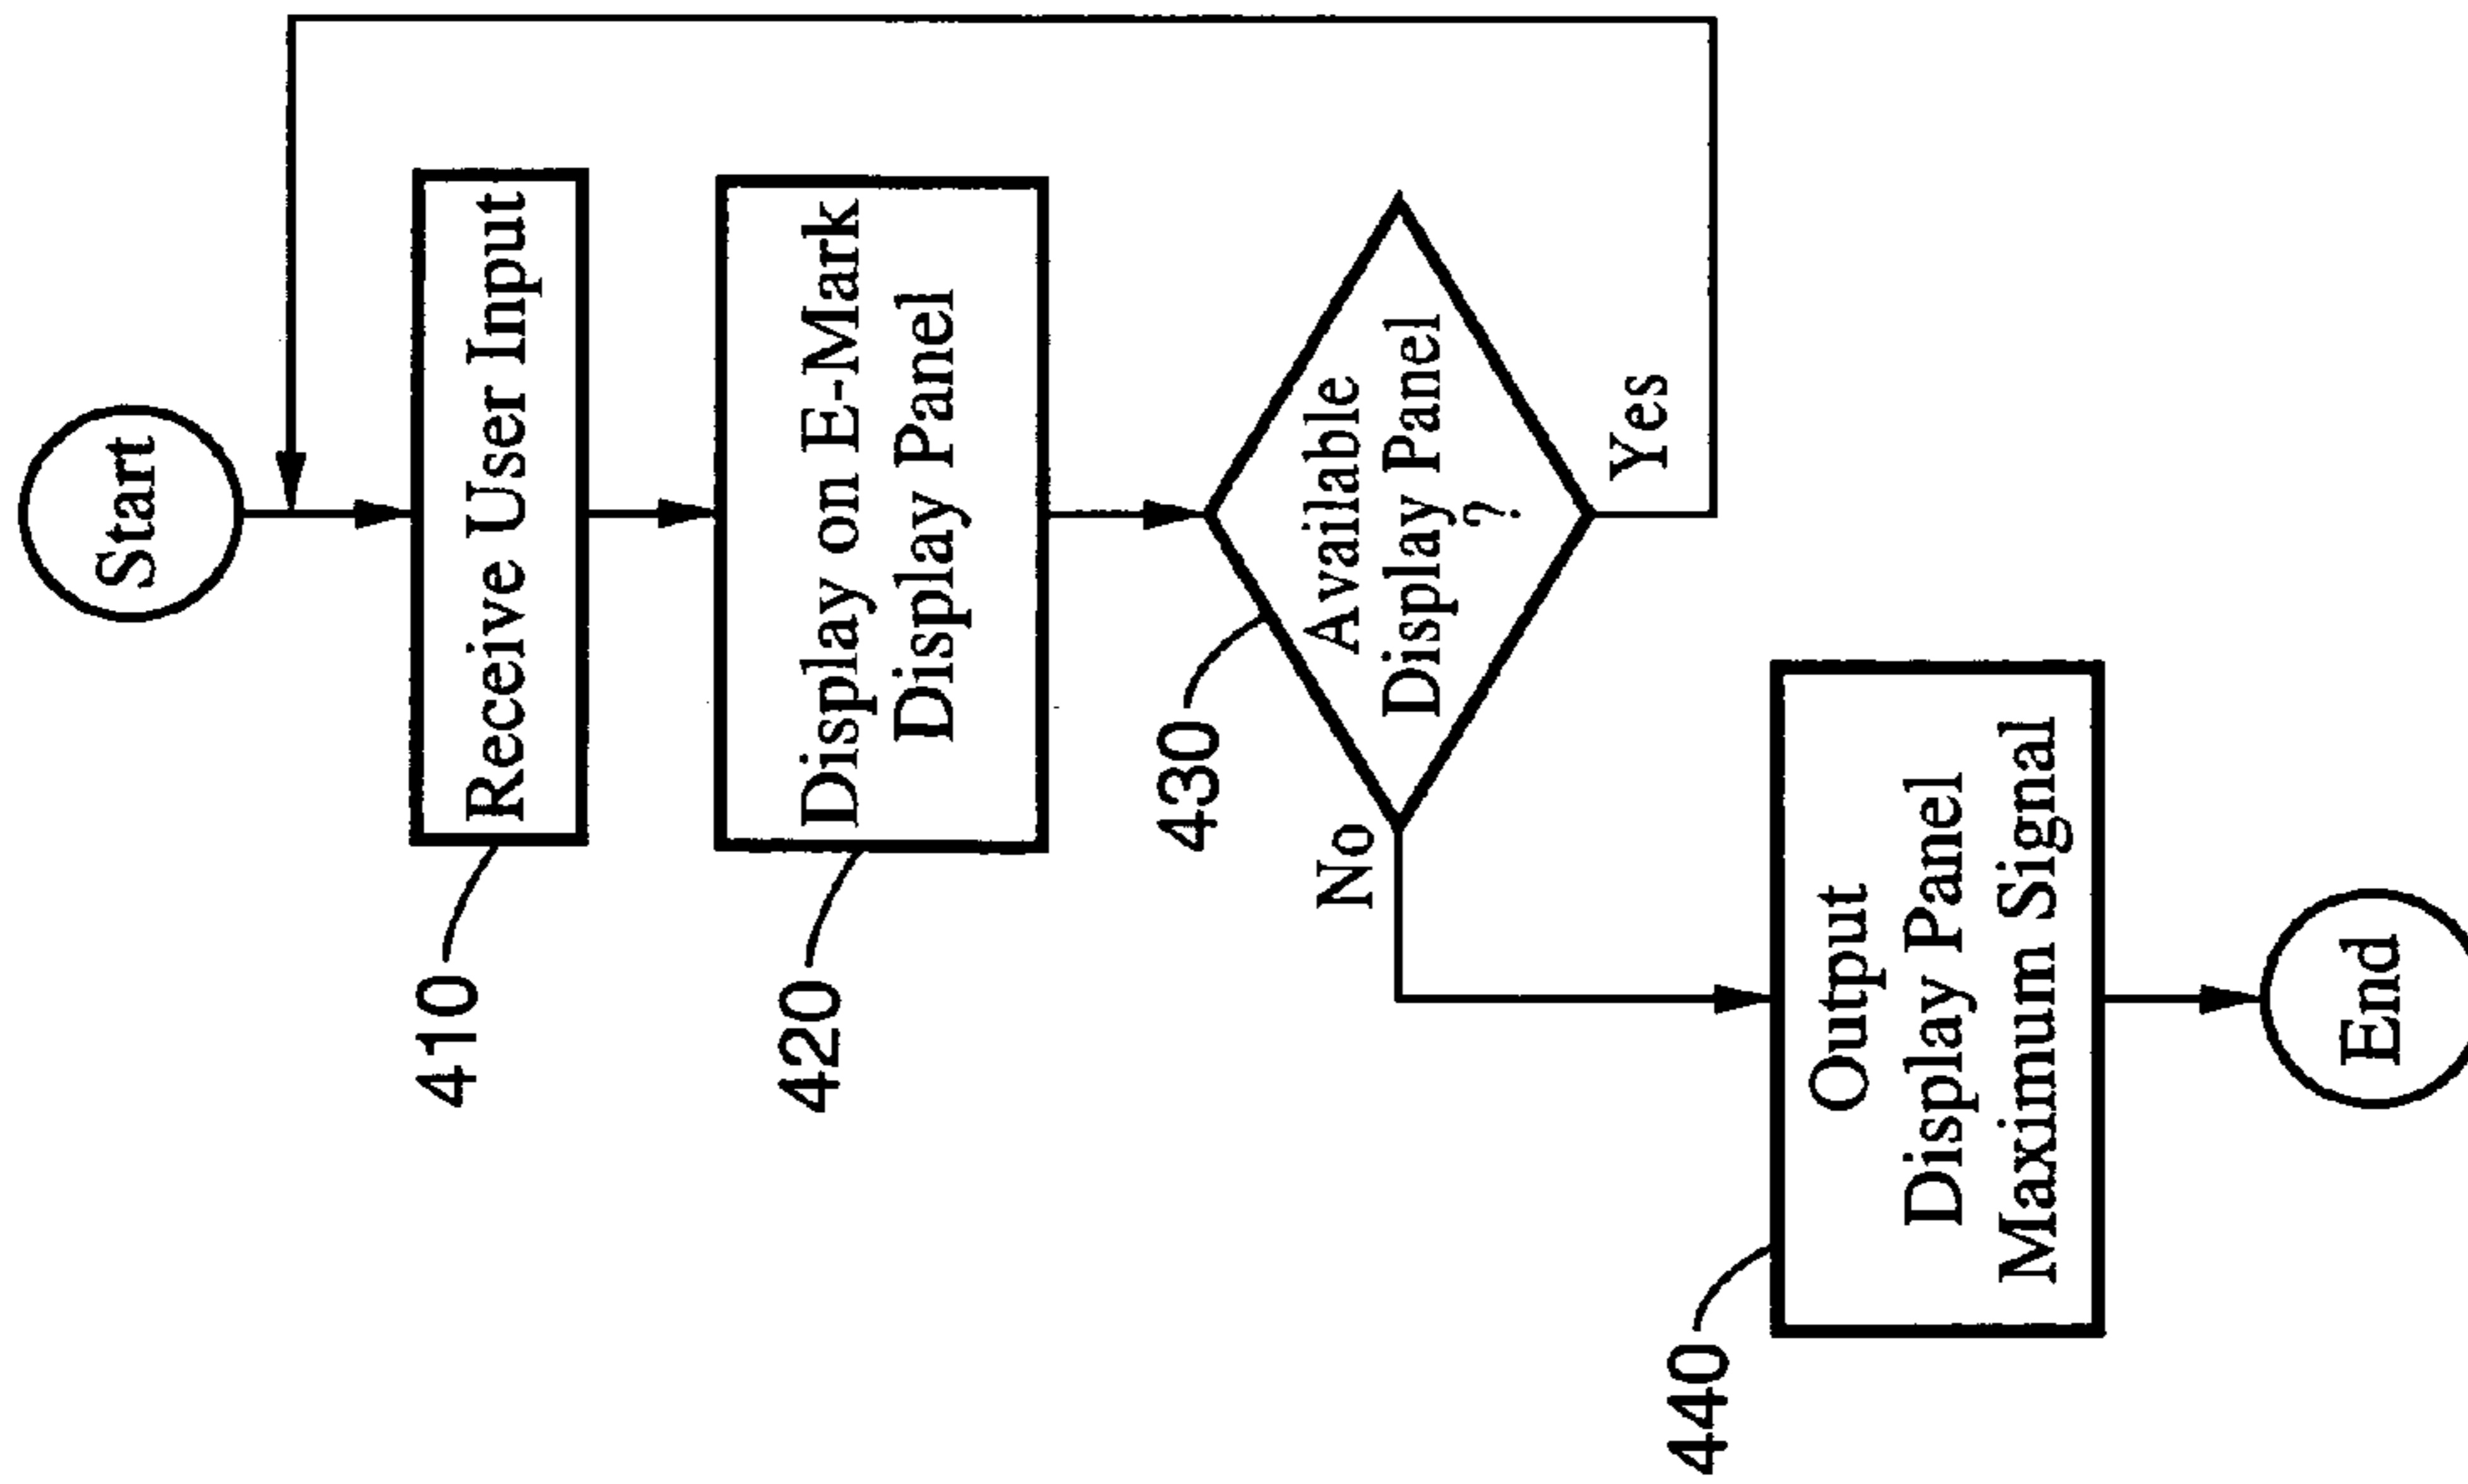 Start
410
Receive User Input
420
Display on E-Mark
Display Panel
430
Available
Display Panel
?
Yes
No
440
Output
Display Panel
Maximum Signal
End